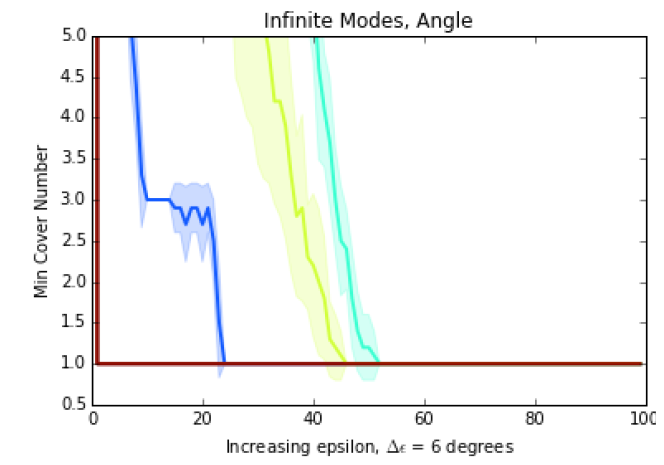 Infinite Modes, Angle
5.0
4.5
4.0
3.5
3.0
2.5
2.0
1.5
1.0
0.5
Min Cover Number
0 20 40 60 80 100
Increasing epsilon, Δϵ = 6 degrees